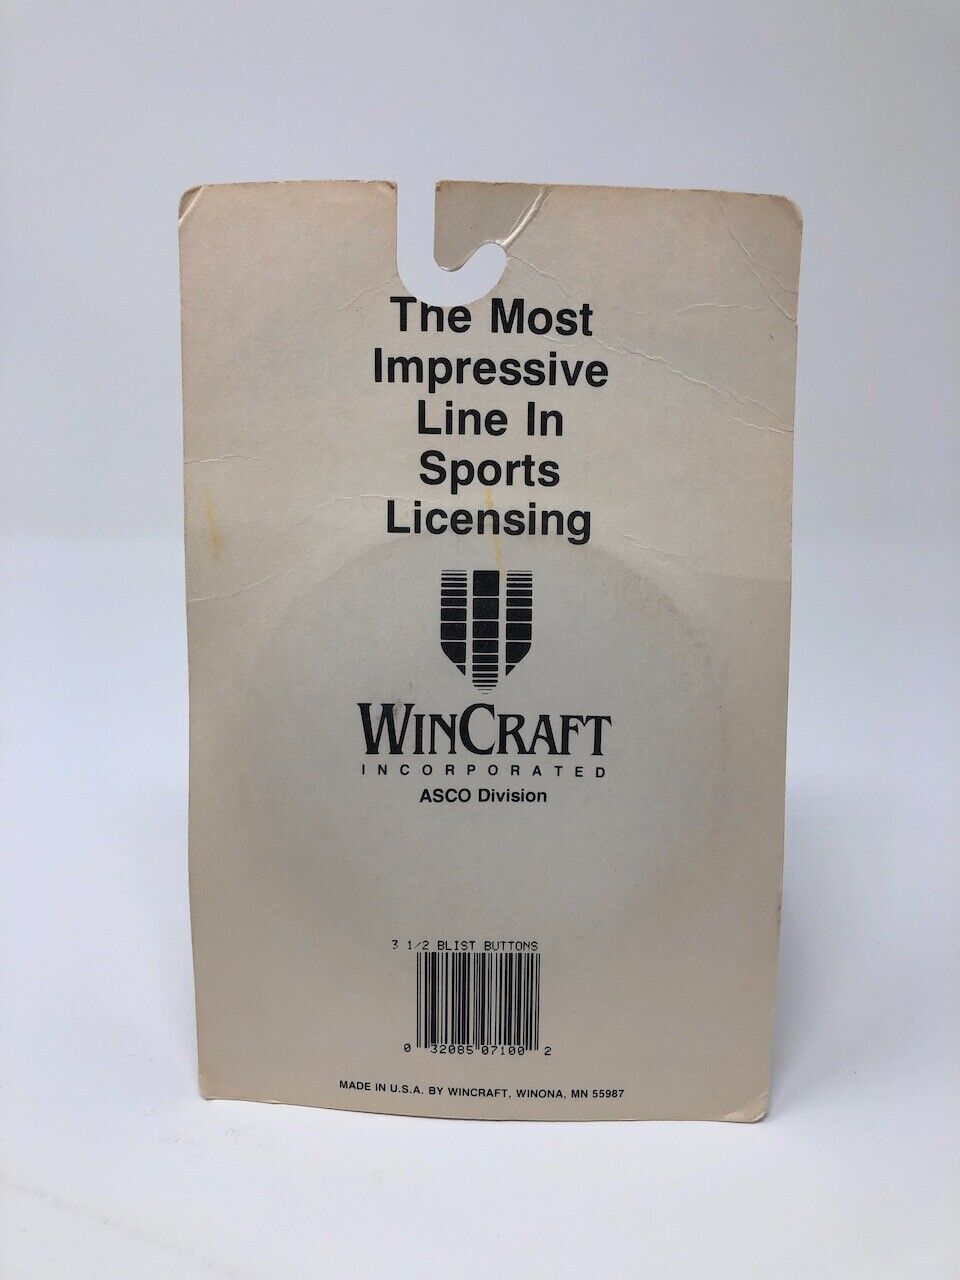 The Most
Impressive
Line In
Sports
Licensing
WINCRAFT
INCORPORATED
ASCO Division
3 1/2 BLIST BUTTONS
0 32085 07100 2
MADE IN U.S.A. BY WINCRAFT, WINONA, MN 55987